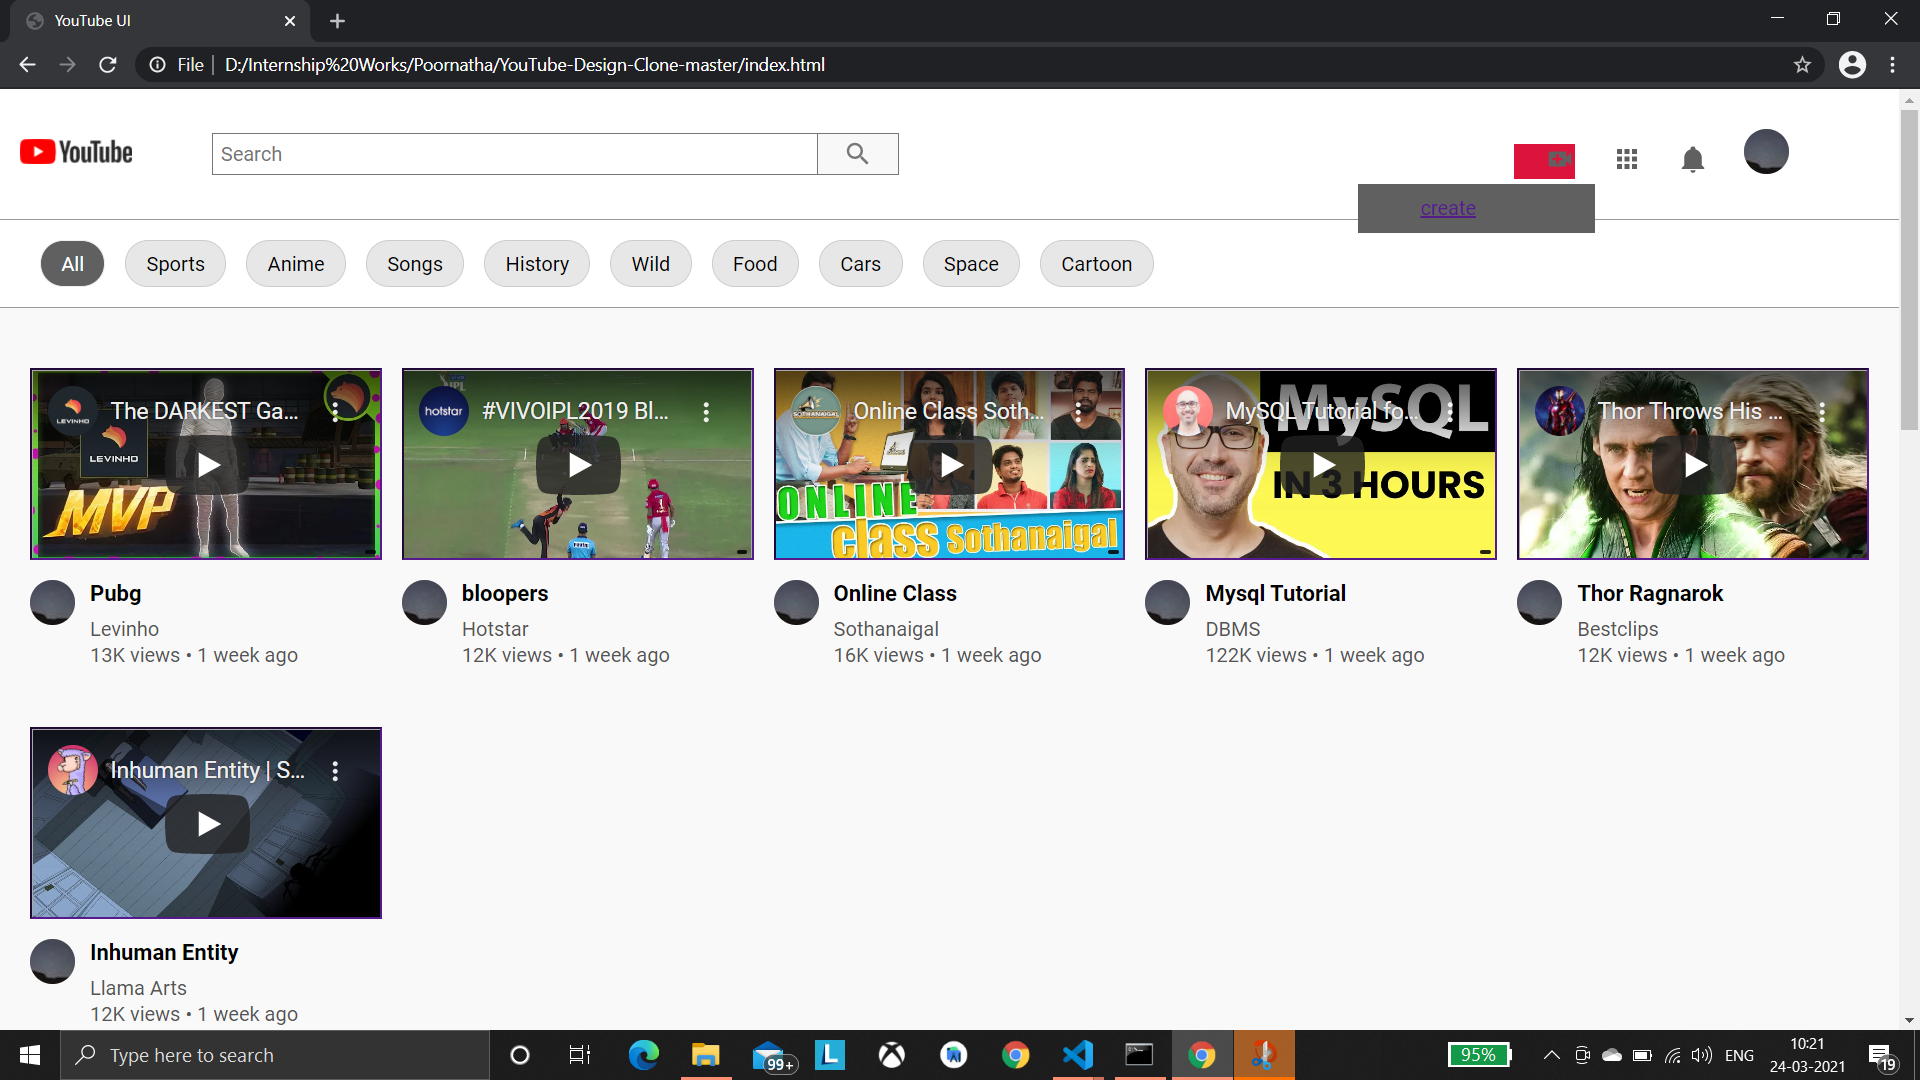 YouTube UI
File
D:/Internship%20Works/Poornatha/YouTube-Design-Clone-master/index.html
YouTube
Search
create
All
Sports
Anime
Songs
History
Wild
Food
Cars
Space
Cartoon
LEVINHO
The DARKEST Ga...
LEVINHO
MVP
IPL
hotstar
#VIVOIPL2019 Bl...
SOTHANAIGAL
Online Class Soth...
ONLINE
class Sothanaigal
MySQL Tutorial fo...
MySQL
IN 3 HOURS
Thor Throws His ...
Pubg
Levinho
13K views • 1 week ago
bloopers
Hotstar
12K views • 1 week ago
Online Class
Sothanaigal
16K views • 1 week ago
Mysql Tutorial
DBMS
122K views • 1 week ago
Thor Ragnarok
Bestclips
12K views • 1 week ago
Inhuman Entity | S...
Inhuman Entity
Llama Arts
12K views • 1 week ago
Type here to search
99+
L
95%
ENG
10:21
24-03-2021
19